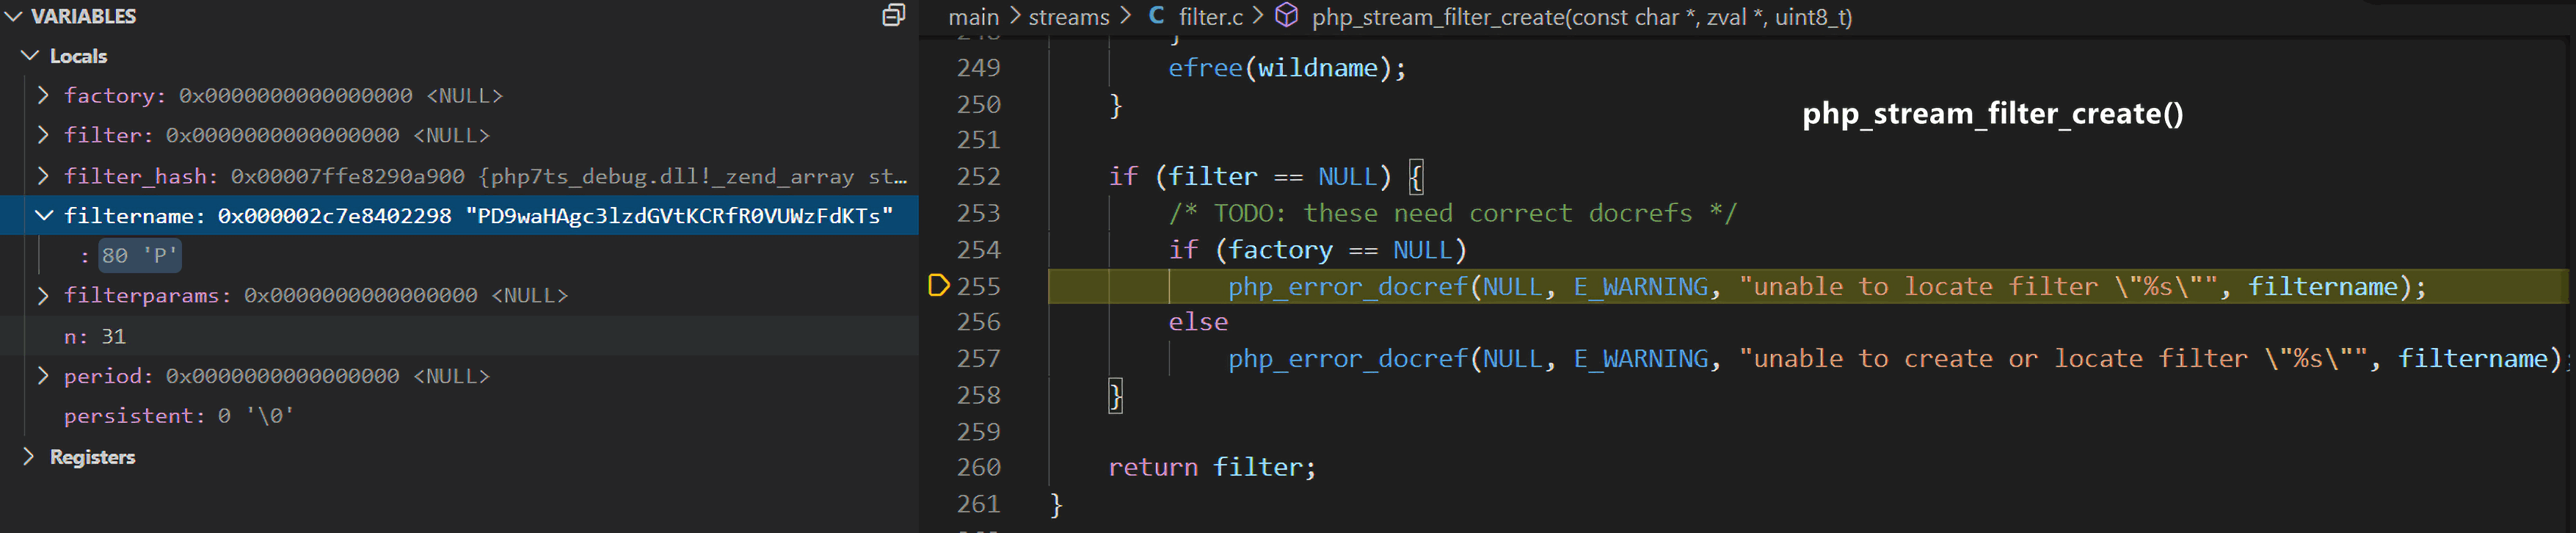 VARIABLES
Locals
factory: 0x0000000000000000 <NULL>
filter: 0x0000000000000000 <NULL>
filter_hash: 0x00007ffe8290a900 {php7ts_debug.dll!_zend_array st…
filtername: 0x000002c7e8402298 "PD9waHAgc3lzdGVtKCRfR0VUWzFdKTs"
: 80 'P'
filterparams: 0x0000000000000000 <NULL>
n: 31
period: 0x0000000000000000 <NULL>
persistent: 0 '\0'
Registers
main > streams > C filter.c > php_stream_filter_create(const char *, zval *, uint8_t)
249 efree(wildname);
250 }
php_stream_filter_create()
251
252 if (filter == NULL) {
253 /* TODO: these need correct docrefs */
254 if (factory == NULL)
255 php_error_docref(NULL, E_WARNING, "unable to locate filter \"%s\"", filtername);
256 else
257 php_error_docref(NULL, E_WARNING, "unable to create or locate filter \"%s\"", filtername);
258 }
259
260 return filter;
261 }